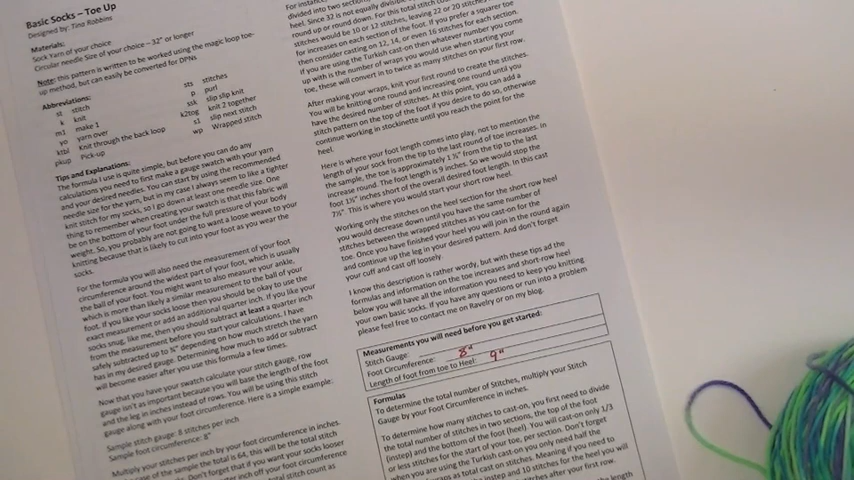 Basic Socks – Toe Up
Designed by: Tina Robbins
Materials:
Sock Yarn of your choice
Circular needle Size of your choice – 32" or longer
Note: this pattern is written to be worked using the magic loop toe-
up method, but can easily be converted for DPNs
Abbreviations:
st stitch
k knit
m1 make 1
yo yarn over
ktbl Knit through the back loop
pkup Pick-up
sts stitches
p purl
ssk slip slip knit
k2tog knit 2 together
s1 slip next stitch
wp Wrapped stitch
Tips and Explanations:
The formula I use is quite simple, but before you can do any
calculations you need to first make a gauge swatch with your yarn
and your desired needles. You can start by using the recommended
needle size for the yarn, but in my case I always seem to like a tighter
knit stitch for my socks, so I go down at least one needle size. One
thing to remember when creating your swatch is that this fabric will
be on the bottom of your foot under the full pressure of your body
weight. So, you probably are not going to want a loose weave to your
knitting because that is likely to cut into your foot as you wear the
socks.
For the formula you will also need the measurement of your foot
circumference around the widest part of your foot, which is usually
the ball of your foot. You might want to also measure your ankle,
which is more than likely a similar measurement to the ball of your
foot. If you like your socks loose then you should be okay to use the
exact measurement or add an additional quarter inch. If you like your
socks snug, like me, then you should subtract at least a quarter inch
from the measurement before you start your calculations. I have
safely subtracted up to ¾" depending on how much stretch the yarn
has in my desired gauge. Determining how much to add or subtract
will become easier after you use this formula a few times.
Now that you have your swatch calculate your stitch gauge, row
gauge isn't as important because you will base the length of the foot
and the leg in inches instead of rows. You will be using this stitch
gauge along with your foot circumference. Here is a simple example:
Sample stitch gauge: 8 stitches per inch
Sample foot circumference: 8"
Multiply your stitches per inch by your foot circumference in inches.
case of the sample the total is 64, this will be the total stitch
Don't forget that if you want your socks looser
inch off your foot circumference
total stitch count as
For instance,
divided into two sections
heel. Since 32 is not equally divisible
round up or round down. For this total stitch count
stitches would be 10 or 12 stitches, leaving 22 or 20 stitches
for increases on each section of the foot. If you prefer a squarer toe
then consider casting on 12, 14, or even 16 stitches for each section.
If you are using the Turkish cast-on then whatever number you come
up with is the number of wraps you would use when starting your
toe, these will convert in to twice as many stitches on your first row.
After making your wraps, knit your first round to create the stitches.
You will be knitting one round and increasing one round until you
have the desired number of stitches. At this point, you can add a
stitch pattern on the top of the foot if you desire to do so, otherwise
continue working in stockinette until you reach the point for the
heel.
Here is where your foot length comes into play, not to mention the
length of your sock from the tip to the last round of toe increases. In
the sample, the toe is approximately 1 ½" from the tip to the last
increase round. The foot length is 9 inches. So we would stop the
foot 1½" inches short of the overall desired foot length. In this case
7½". This is where you would start your short row heel.
Working only the stitches on the heel section for the short row heel
you would decrease down until you have the same number of
stitches between the wrapped stitches as you cast-on for the
toe. Once you have finished your heel you will join in the round again
and continue up the leg in your desired pattern. And don't forget
your cuff and cast off loosely.
I know this description is rather wordy, but with these tips ad the
formulas and information on the toe increases and short-row heel
below you will have all the information you need to keep you knitting
your own basic socks. If you have any questions or run into a problem
please feel free to contact me on Ravelry or on my blog.
Measurements you will need before you get started:
Stitch Gauge:
Foot Circumference: 8"
Length of foot from toe to Heel: 9"
Formulas
To determine the total number of Stitches, multiply your Stitch
Gauge by your Foot Circumference in inches.
To determine how many stitches to cast-on, you first need to divide
the total number of stitches in two sections, the top of the foot
(instep) and the bottom of the foot (heel). You will cast-on only 1/3
or less stitches for the start of your toe, per section. Don't forget
when you are using the Turkish cast-on you only need half the
wraps as total cast on stitches. Meaning if you need to
instep and 10 stitches for the heel you will
stitches after your first row.
the length